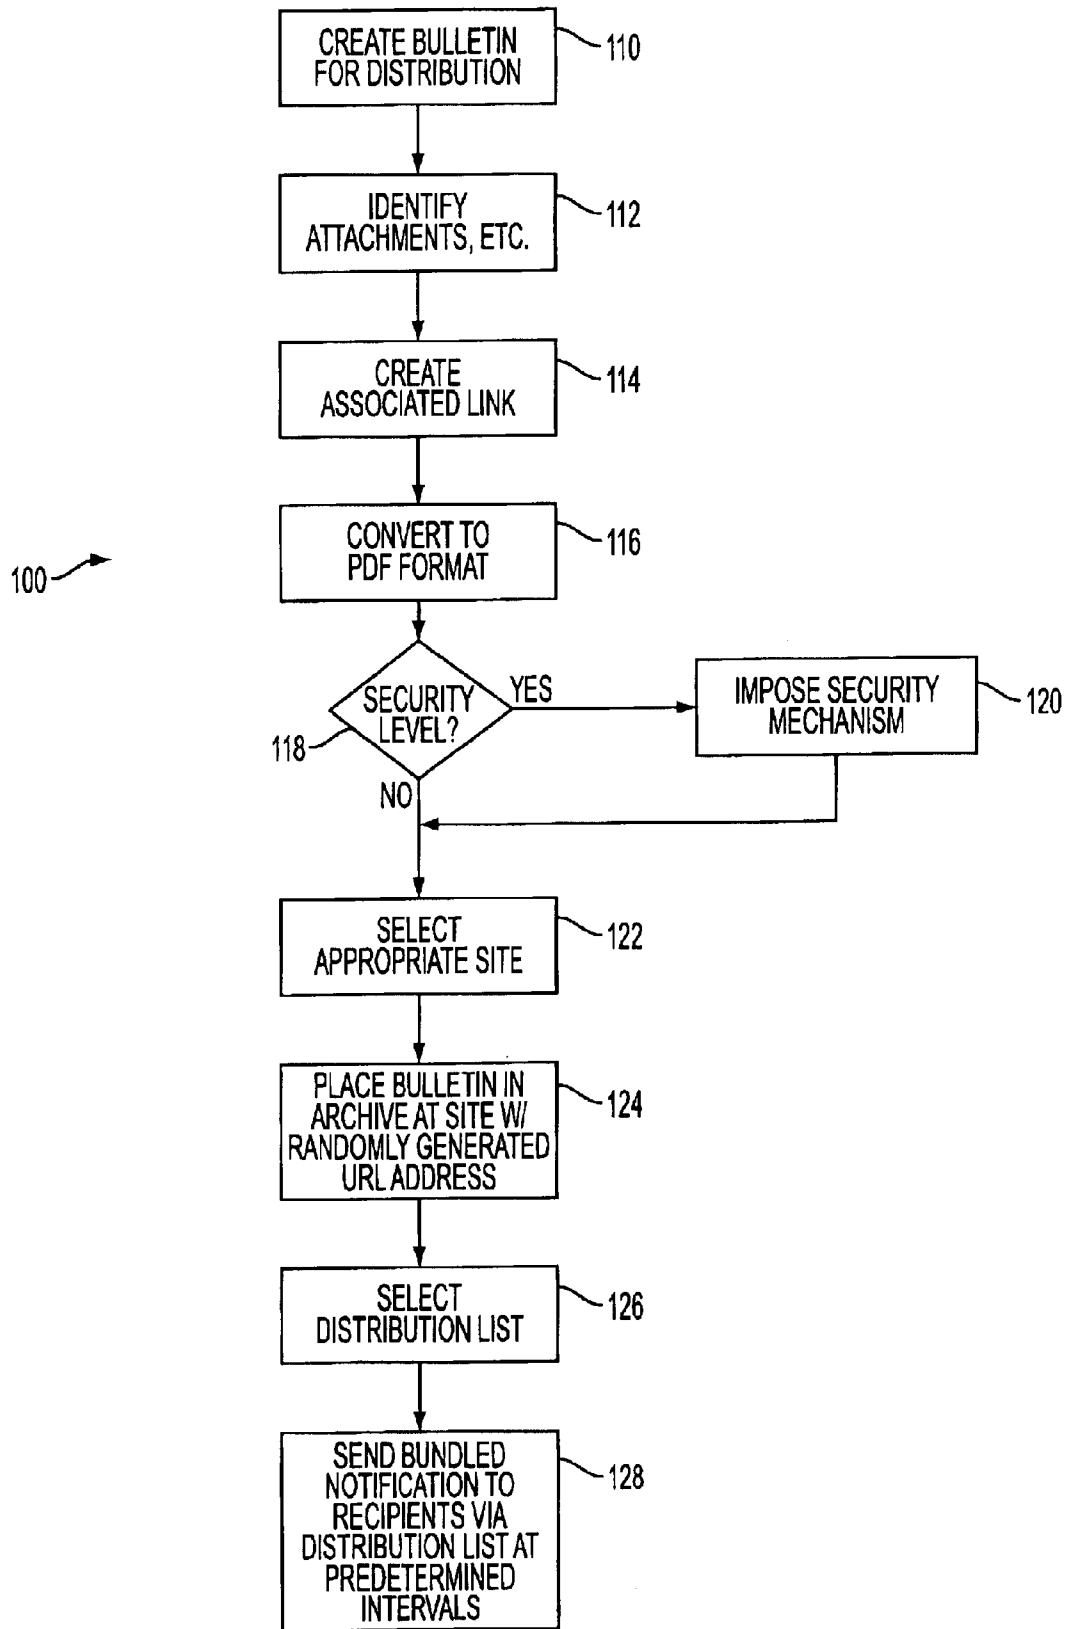 CREATE BULLETIN
FOR DISTRIBUTION
110
IDENTIFY
ATTACHMENTS, ETC.
112
CREATE
ASSOCIATED LINK
114
CONVERT TO
PDF FORMAT
116
100
SECURITY
LEVEL?
118
YES
NO
IMPOSE SECURITY
MECHANISM
120
SELECT
APPROPRIATE SITE
122
PLACE BULLETIN IN
ARCHIVE AT SITE W/
RANDOMLY GENERATED
URL ADDRESS
124
SELECT
DISTRIBUTION LIST
126
SEND BUNDLED
NOTIFICATION TO
RECIPIENTS VIA
DISTRIBUTION LIST AT
PREDETERMINED
INTERVALS
128